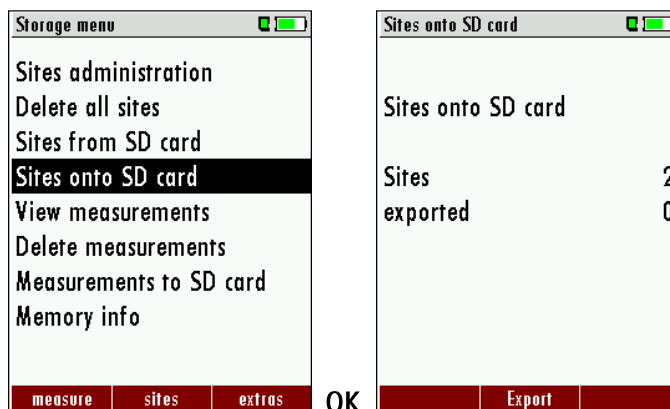 Storage menu
Sites administration
Delete all sites
Sites from SD card
Sites onto SD card
View measurements
Delete measurements
Measurements to SD card
Memory info
measure sites extras
OK
Sites onto SD card
Sites onto SD card
Sites 2
exported 0
Export